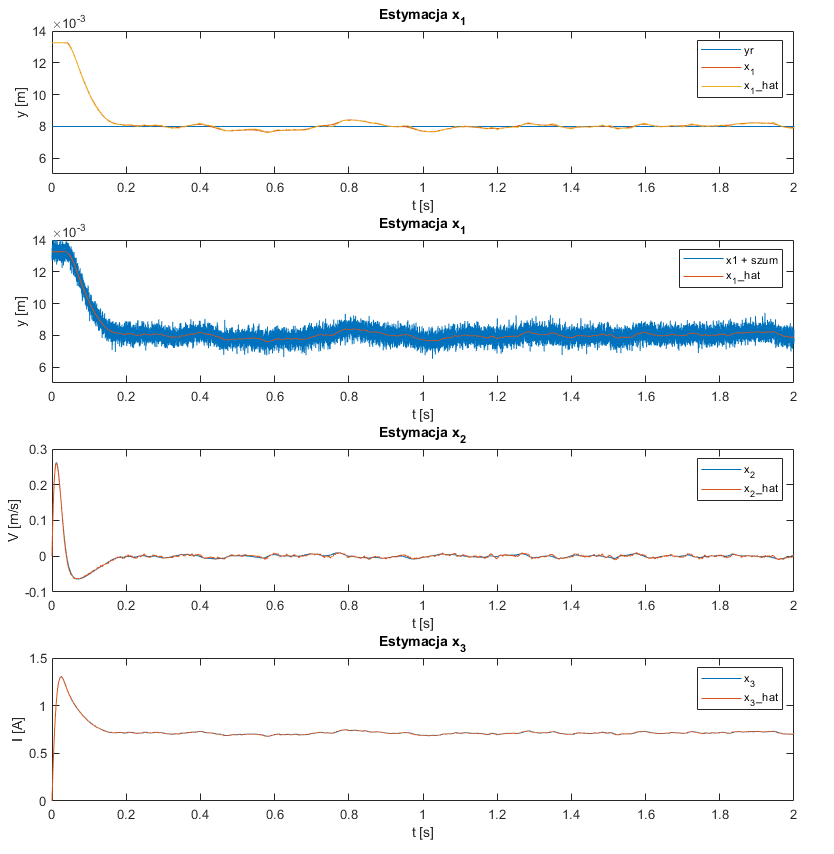 Estymacja x1
×10-3
14
12
10
8
6
y [m]
yr
x1
x1_hat
0 0.2 0.4 0.6 0.8 1 1.2 1.4 1.6 1.8 2
t [s]
Estymacja x1
×10-3
14
12
10
8
6
y [m]
x1 + szum
x1_hat
0 0.2 0.4 0.6 0.8 1 1.2 1.4 1.6 1.8 2
t [s]
Estymacja x2
0.3
0.2
0.1
0
-0.1
V [m/s]
x2
x2_hat
0 0.2 0.4 0.6 0.8 1 1.2 1.4 1.6 1.8 2
t [s]
Estymacja x3
1.5
1
0.5
0
I [A]
x3
x3_hat
0 0.2 0.4 0.6 0.8 1 1.2 1.4 1.6 1.8 2
t [s]